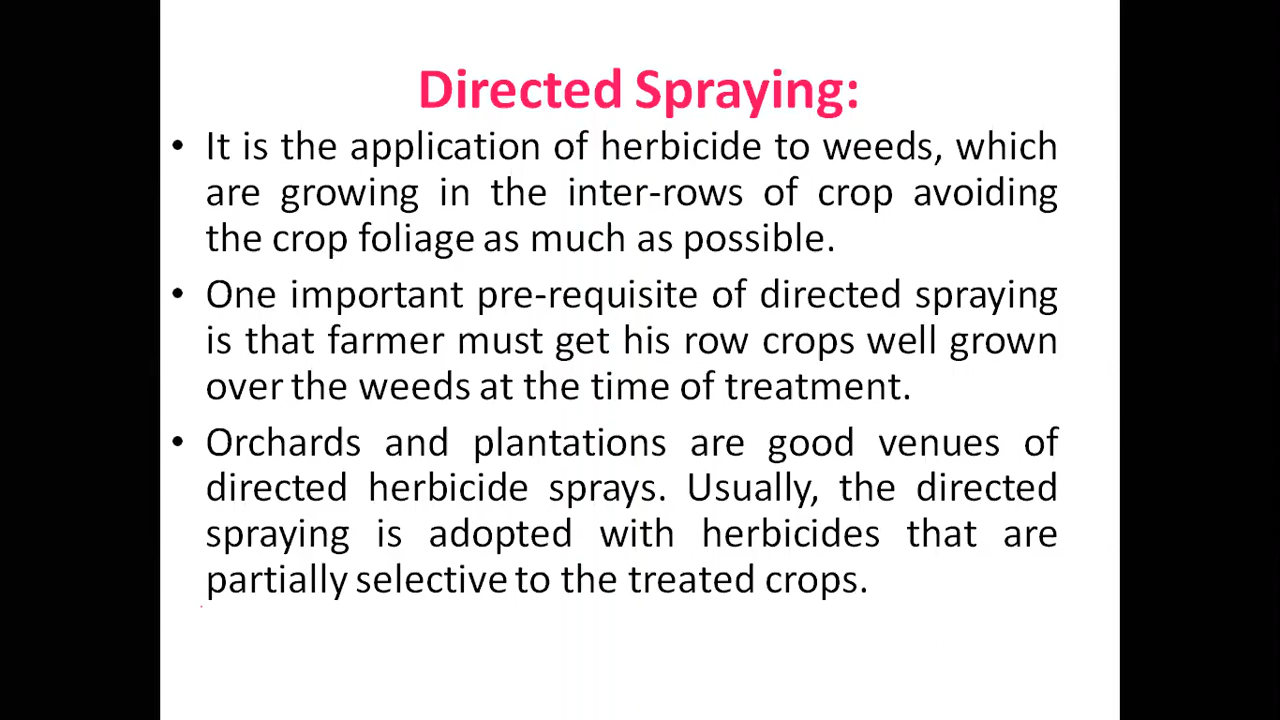 Directed Spraying:
• It is the application of herbicide to weeds, which
are growing in the inter-rows of crop avoiding
the crop foliage as much as possible.
• One important pre-requisite of directed spraying
is that farmer must get his row crops well grown
over the weeds at the time of treatment.
• Orchards and plantations are good venues of
directed herbicide sprays. Usually, the directed
spraying is adopted with herbicides that are
partially selective to the treated crops.